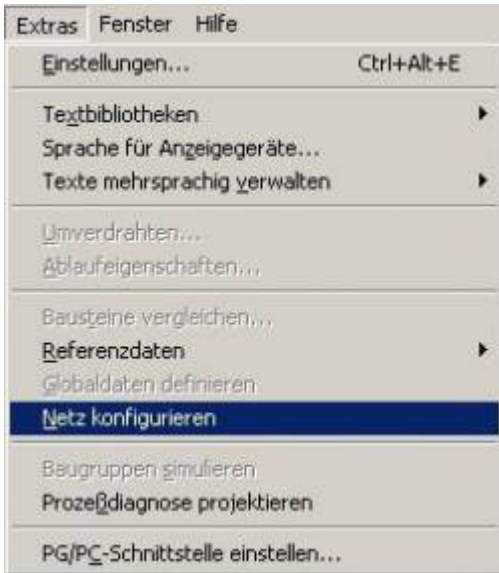 Extras Fenster Hilfe
Einstellungen... Ctrl+Alt+E
Textbibliotheken
Sprache für Anzeigegeräte...
Texte mehrsprachig verwalten
Umverdrahten...
Ablaufeigenschaften...
Bausteine vergleichen...
Referenzdaten
Globaldaten definieren
Netz konfigurieren
Baugruppen simulieren
Prozeßdiagnose projektieren
PG/PC-Schnittstelle einstellen...